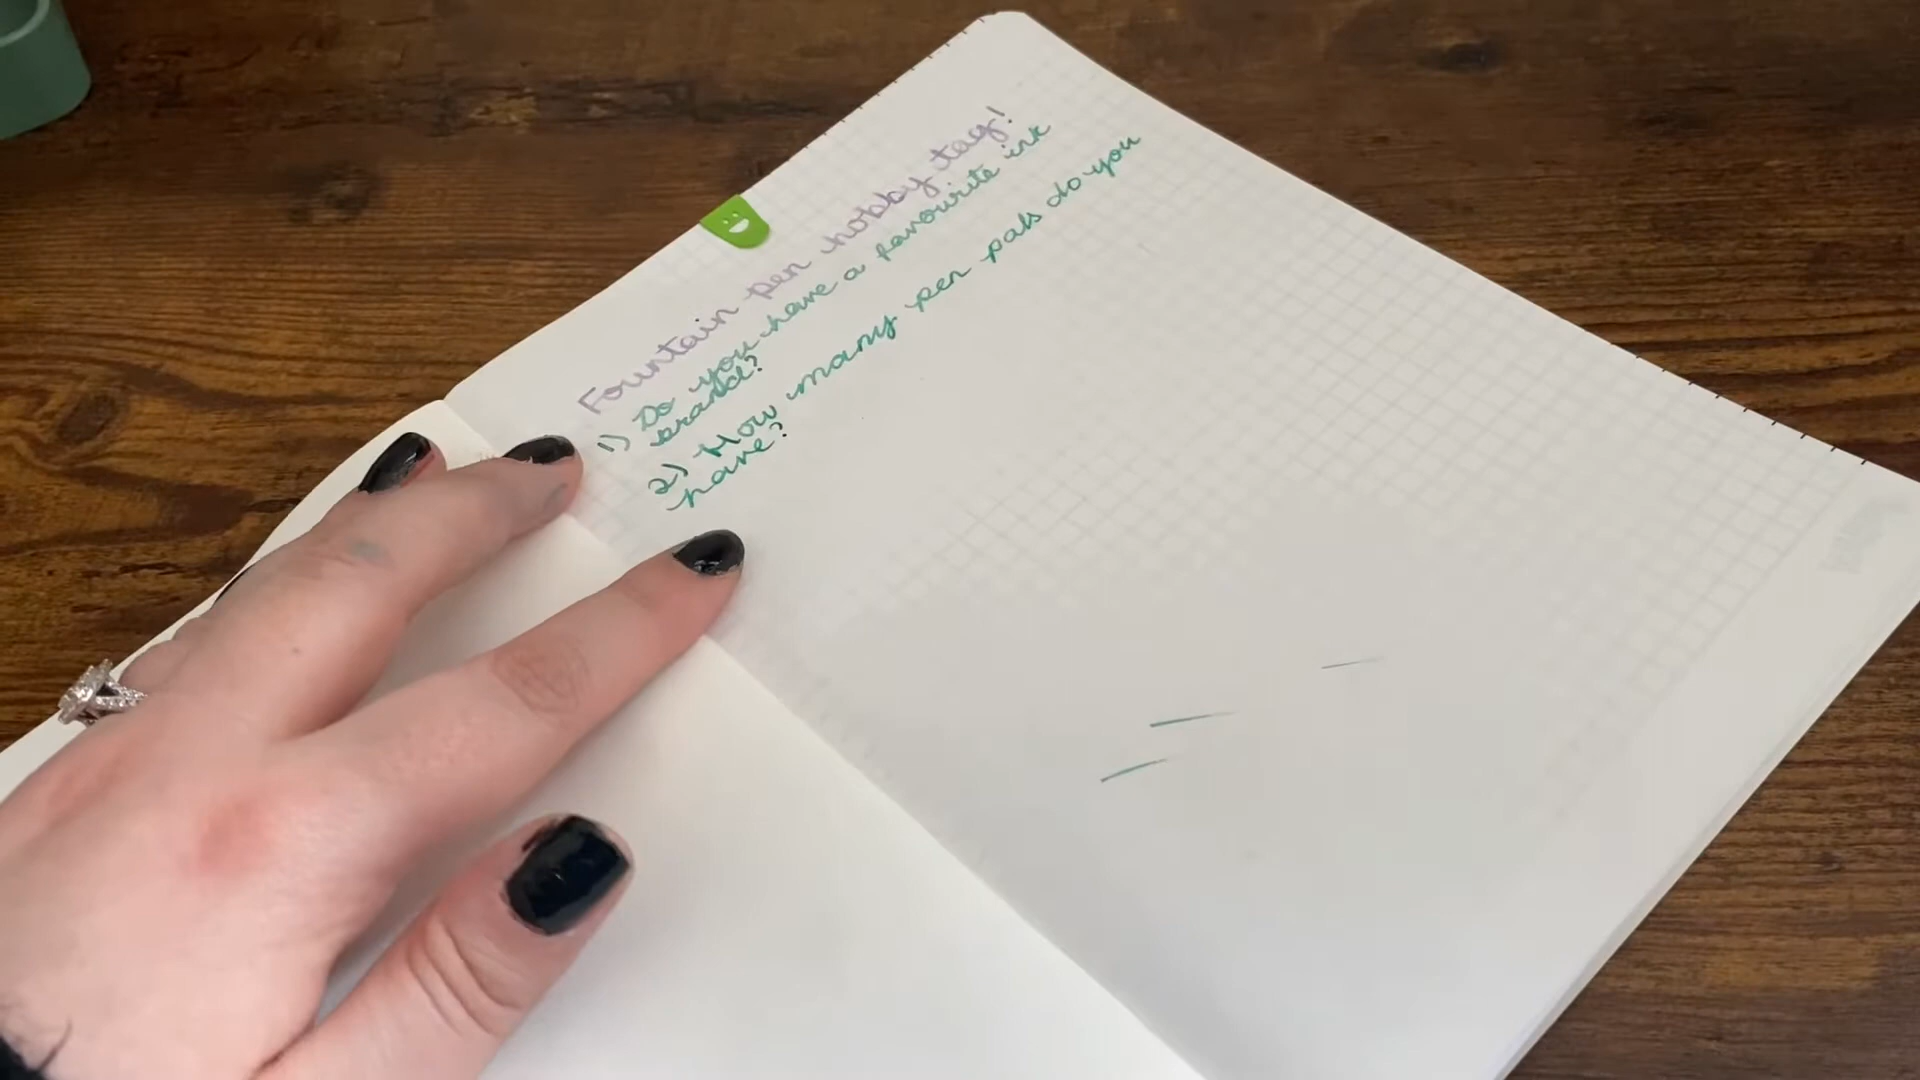 Fountain pen hobby tag!
1) Do you have a favourite ink
brand?
2) How many pen pals do you
have?